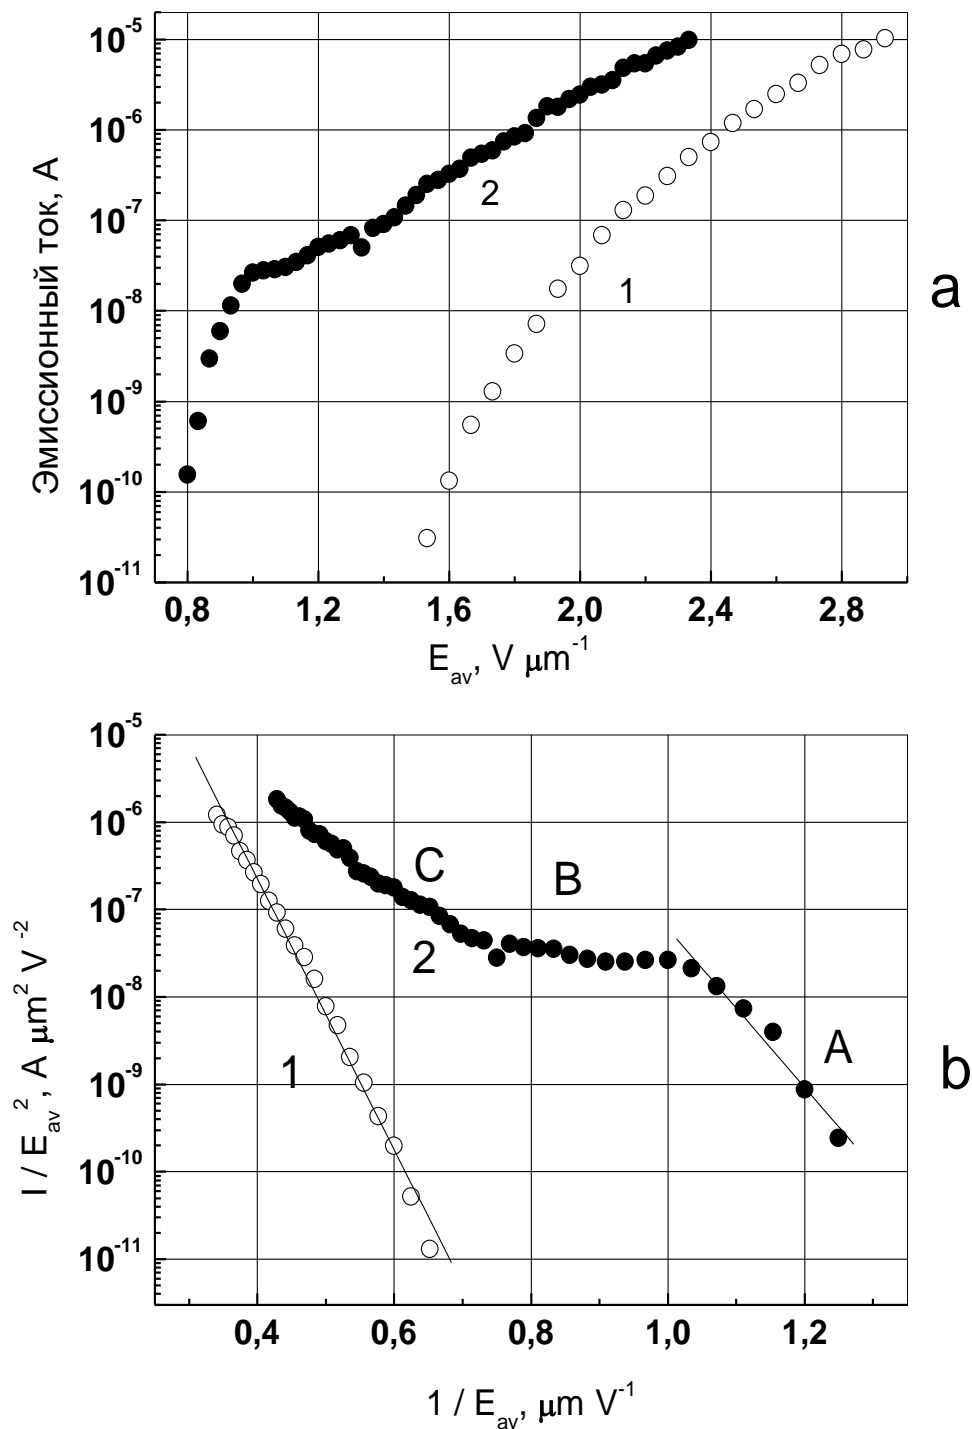 10⁻⁵
10⁻⁶
10⁻⁷
10⁻⁸
10⁻⁹
10⁻¹⁰
10⁻¹¹
Эмиссионный ток, А
2
1
a
0,8 1,2 1,6 2,0 2,4 2,8
E_av, V μm⁻¹
10⁻⁵
10⁻⁶
10⁻⁷
10⁻⁸
10⁻⁹
10⁻¹⁰
10⁻¹¹
I / E_av², A μm² V⁻²
C
B
2
1
A
b
0,4 0,6 0,8 1,0 1,2
1 / E_av, μm V⁻¹